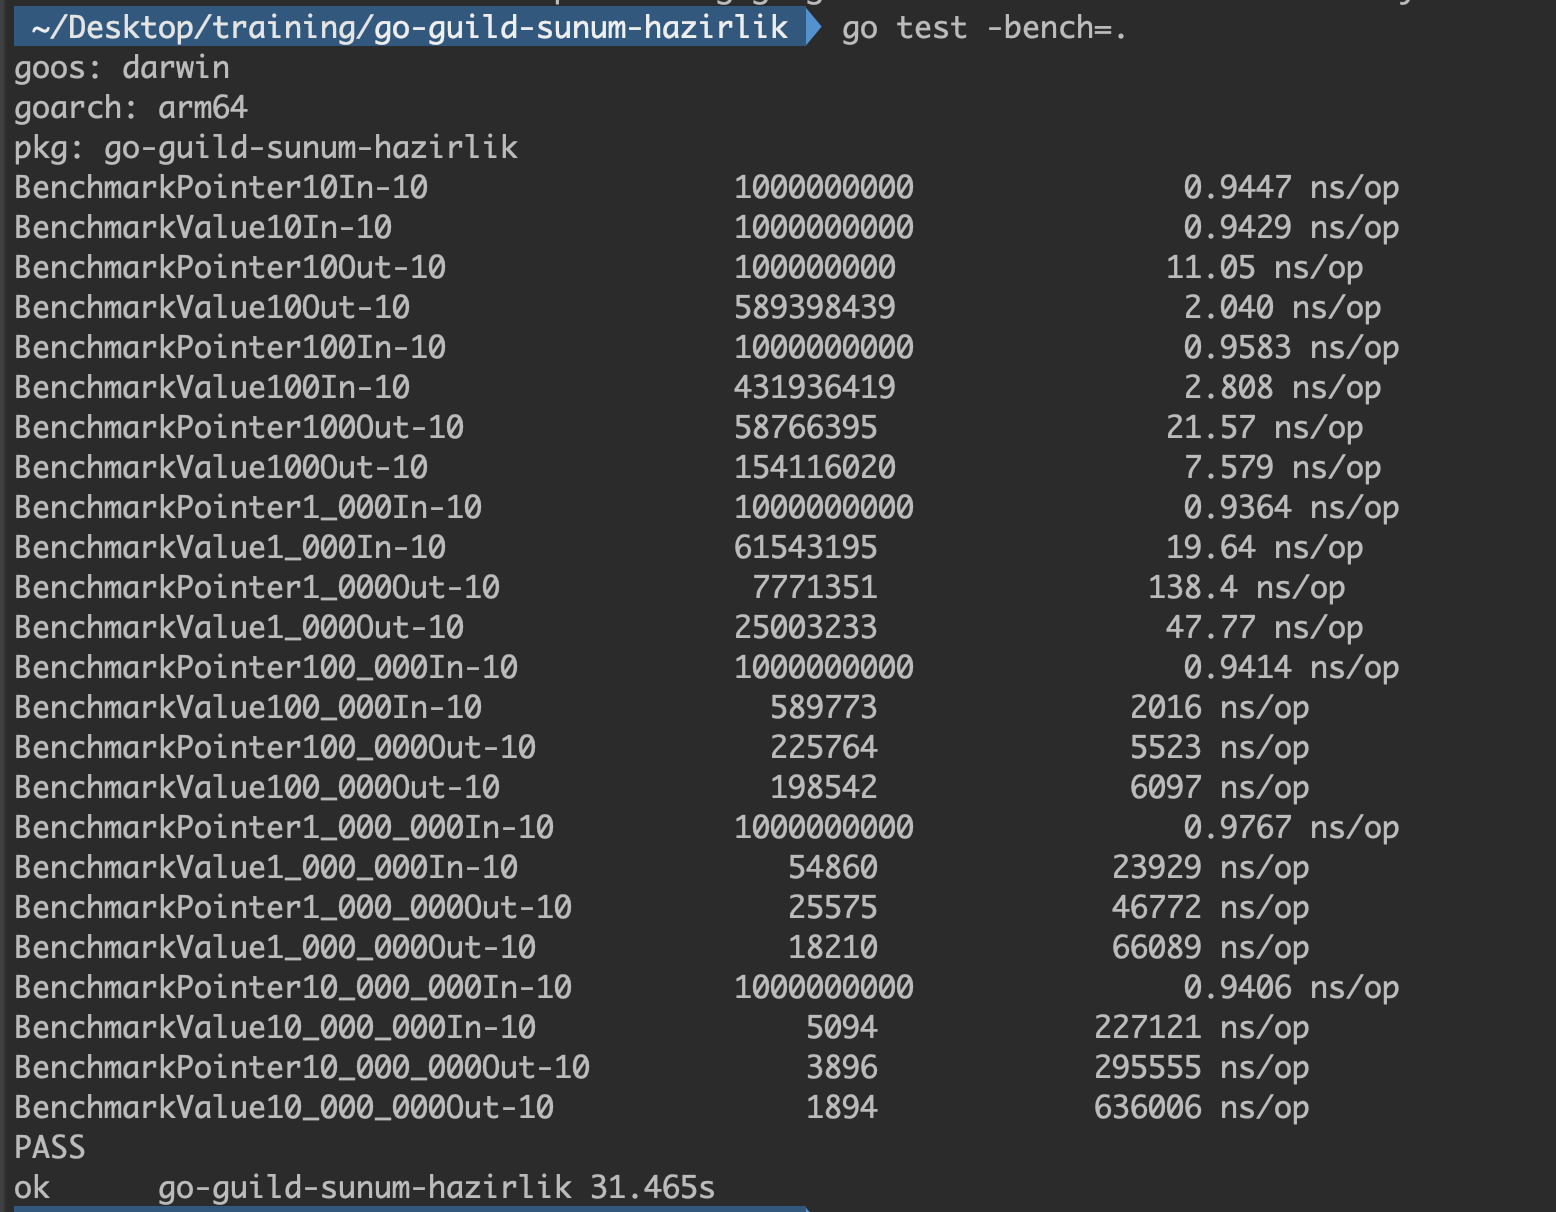 ~/Desktop/training/go-guild-sunum-hazirlik go test -bench=.
goos: darwin
goarch: arm64
pkg: go-guild-sunum-hazirlik
BenchmarkPointer10In-10 1000000000 0.9447 ns/op
BenchmarkValue10In-10 1000000000 0.9429 ns/op
BenchmarkPointer10Out-10 100000000 11.05 ns/op
BenchmarkValue10Out-10 589398439 2.040 ns/op
BenchmarkPointer100In-10 1000000000 0.9583 ns/op
BenchmarkValue100In-10 431936419 2.808 ns/op
BenchmarkPointer100Out-10 58766395 21.57 ns/op
BenchmarkValue100Out-10 154116020 7.579 ns/op
BenchmarkPointer1_000In-10 1000000000 0.9364 ns/op
BenchmarkValue1_000In-10 61543195 19.64 ns/op
BenchmarkPointer1_000Out-10 7771351 138.4 ns/op
BenchmarkValue1_000Out-10 25003233 47.77 ns/op
BenchmarkPointer100_000In-10 1000000000 0.9414 ns/op
BenchmarkValue100_000In-10 589773 2016 ns/op
BenchmarkPointer100_000Out-10 225764 5523 ns/op
BenchmarkValue100_000Out-10 198542 6097 ns/op
BenchmarkPointer1_000_000In-10 1000000000 0.9767 ns/op
BenchmarkValue1_000_000In-10 54860 23929 ns/op
BenchmarkPointer1_000_000Out-10 25575 46772 ns/op
BenchmarkValue1_000_000Out-10 18210 66089 ns/op
BenchmarkPointer10_000_000In-10 1000000000 0.9406 ns/op
BenchmarkValue10_000_000In-10 5094 227121 ns/op
BenchmarkPointer10_000_000Out-10 3896 295555 ns/op
BenchmarkValue10_000_000Out-10 1894 636006 ns/op
PASS
ok go-guild-sunum-hazirlik 31.465s